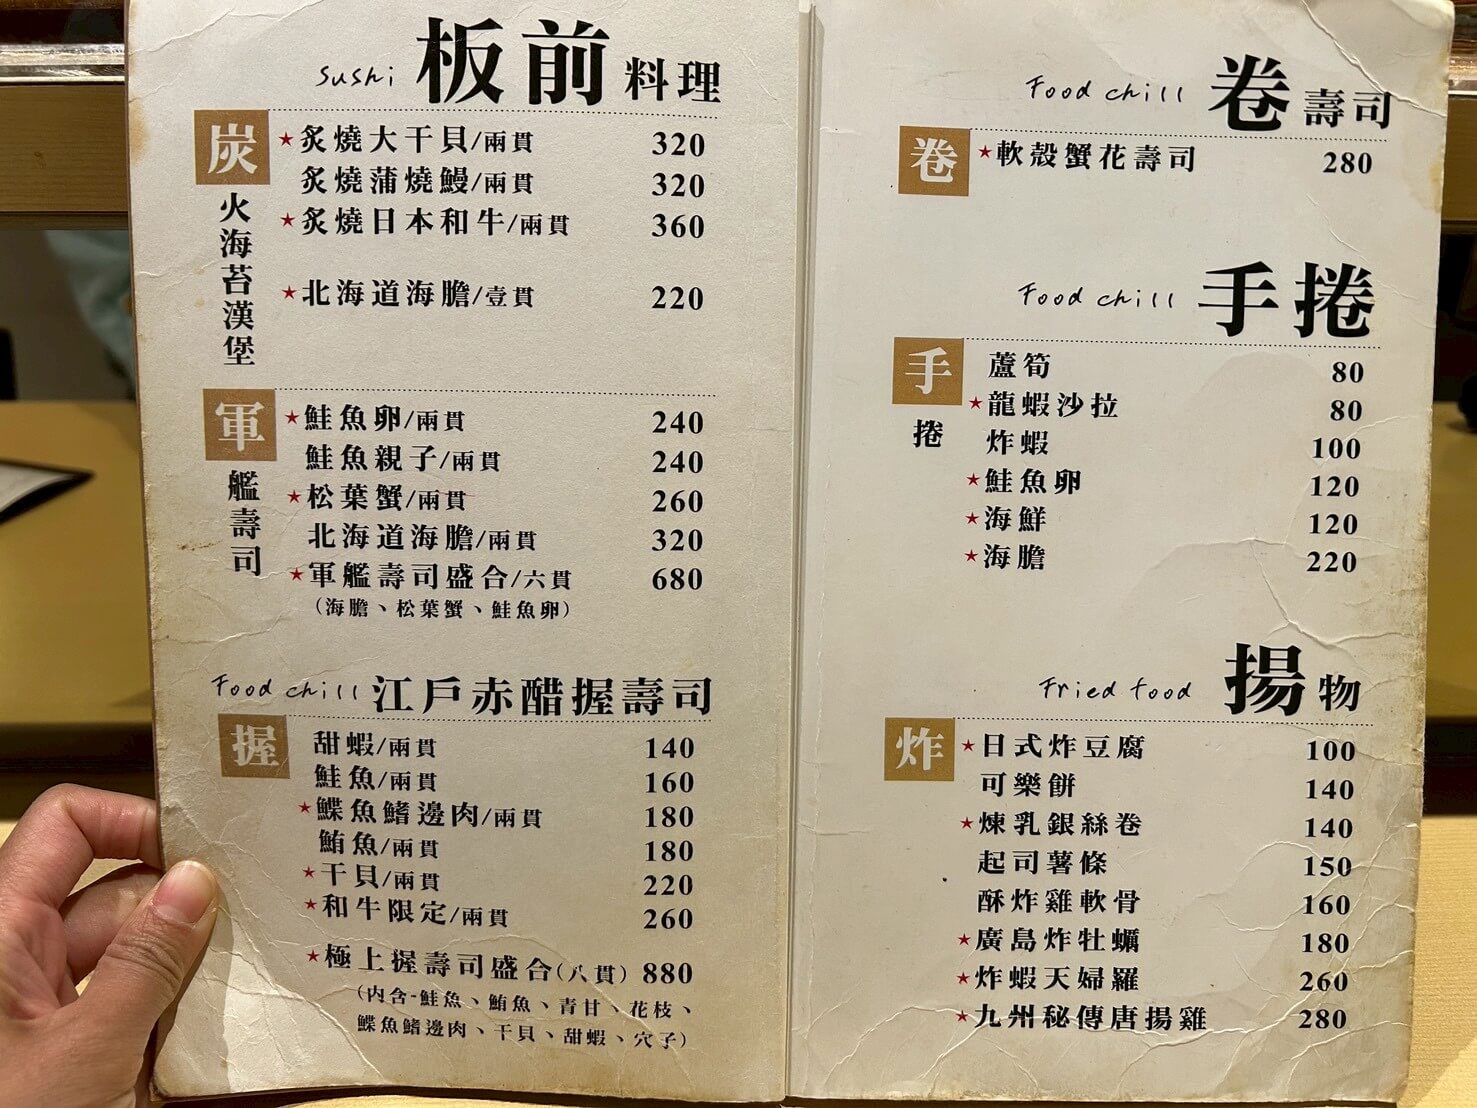 sushi 板前料理
炭火海苔漢堡
★炙燒大干貝/兩貫 320
炙燒蒲燒鰻/兩貫 320
★炙燒日本和牛/兩貫 360
★北海道海膽/壹貫 220
軍艦壽司
★鮭魚卵/兩貫 240
鮭魚親子/兩貫 240
★松葉蟹/兩貫 260
北海道海膽/兩貫 320
★軍艦壽司盛合/六貫 680
(海膽、松葉蟹、鮭魚卵)
Food chill 江戶赤醋握壽司
握
甜蝦/兩貫 140
鮭魚/兩貫 160
★鰈魚鰭邊肉/兩貫 180
鮪魚/兩貫 180
★干貝/兩貫 220
★和牛限定/兩貫 260
★極上握壽司盛合(八貫) 880
(內含-鮭魚、鮪魚、青甘、花枝、
鰈魚鰭邊肉、干貝、甜蝦、穴子)
Food chill 卷壽司
卷
★軟殼蟹花壽司 280
Food chill 手捲
手捲
蘆筍 80
★龍蝦沙拉 80
炸蝦 100
★鮭魚卵 120
★海鮮 120
★海膽 220
Fried food 揚物
炸
★日式炸豆腐 100
可樂餅 140
★煉乳銀絲卷 140
起司薯條 150
酥炸雞軟骨 160
★廣島炸牡蠣 180
★炸蝦天婦羅 260
★九州秘傳唐揚雞 280